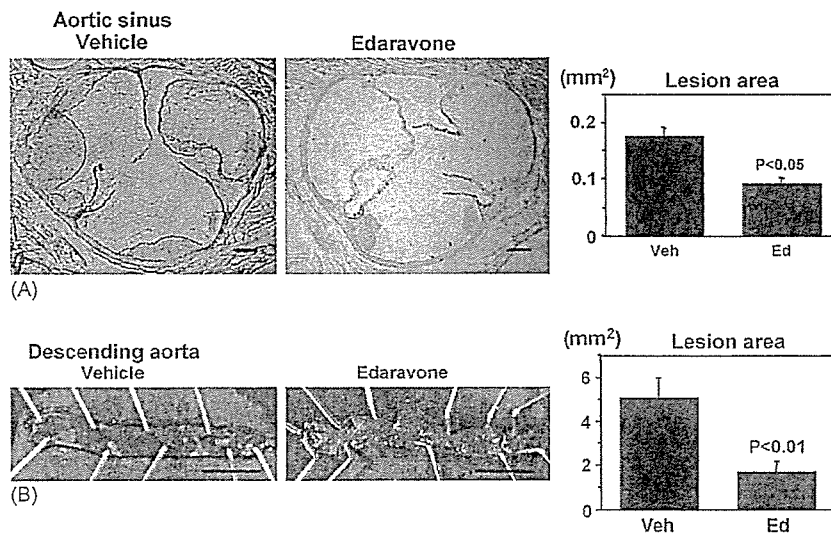 Aortic sinus
Vehicle
Edaravone
(mm²)
Lesion area
0.2
0.1
0
P<0.05
Veh
Ed
(A)
Descending aorta
Vehicle
Edaravone
(mm²)
Lesion area
6
4
2
0
P<0.01
Veh
Ed
(B)